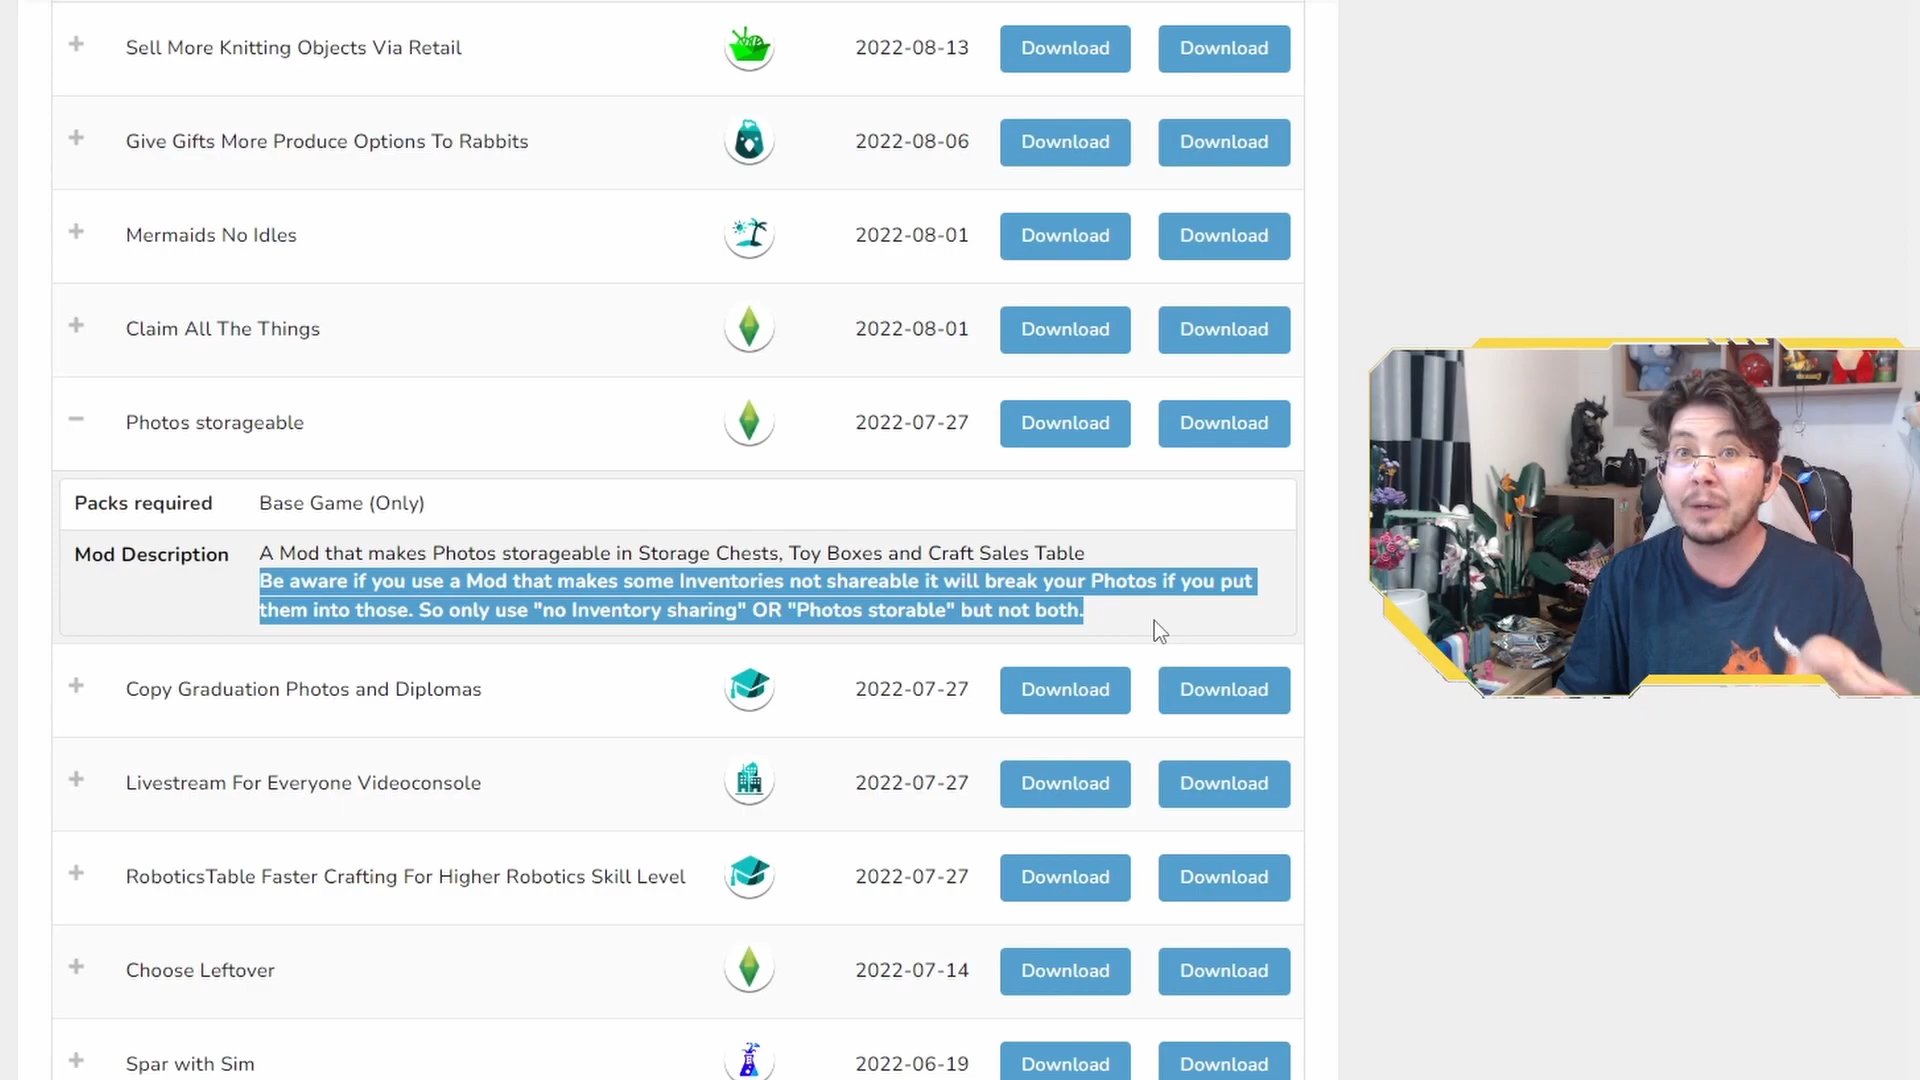 Sell More Knitting Objects Via Retail 2022-08-13 Download Download
Give Gifts More Produce Options To Rabbits 2022-08-06 Download Download
Mermaids No Idles 2022-08-01 Download Download
Claim All The Things 2022-08-01 Download Download
Photos storageable 2022-07-27 Download Download
Packs required Base Game (Only)
Mod Description A Mod that makes Photos storageable in Storage Chests, Toy Boxes and Craft Sales Table
Be aware if you use a Mod that makes some Inventories not shareable it will break your Photos if you put
them into those. So only use "no Inventory sharing" OR "Photos storable" but not both.
Copy Graduation Photos and Diplomas 2022-07-27 Download Download
Livestream For Everyone Videoconsole 2022-07-27 Download Download
RoboticsTable Faster Crafting For Higher Robotics Skill Level 2022-07-27 Download Download
Choose Leftover 2022-07-14 Download Download
Spar with Sim 2022-06-19 Download Download